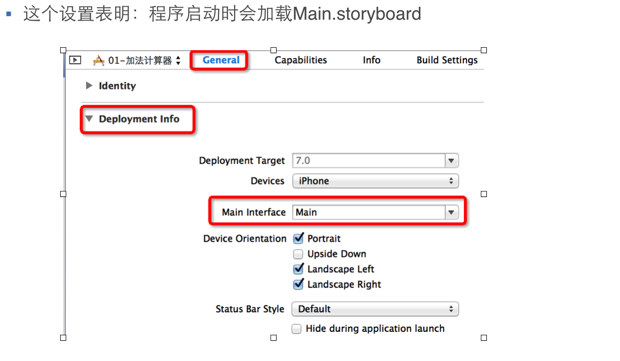 这个设置表明：程序启动时会加载Main.storyboard
01-加法计算器 General Capabilities Info Build Settings
Identity
Deployment Info
Deployment Target 7.0
Devices iPhone
Main Interface Main
Device Orientation Portrait
Upside Down
Landscape Left
Landscape Right
Status Bar Style Default
Hide during application launch